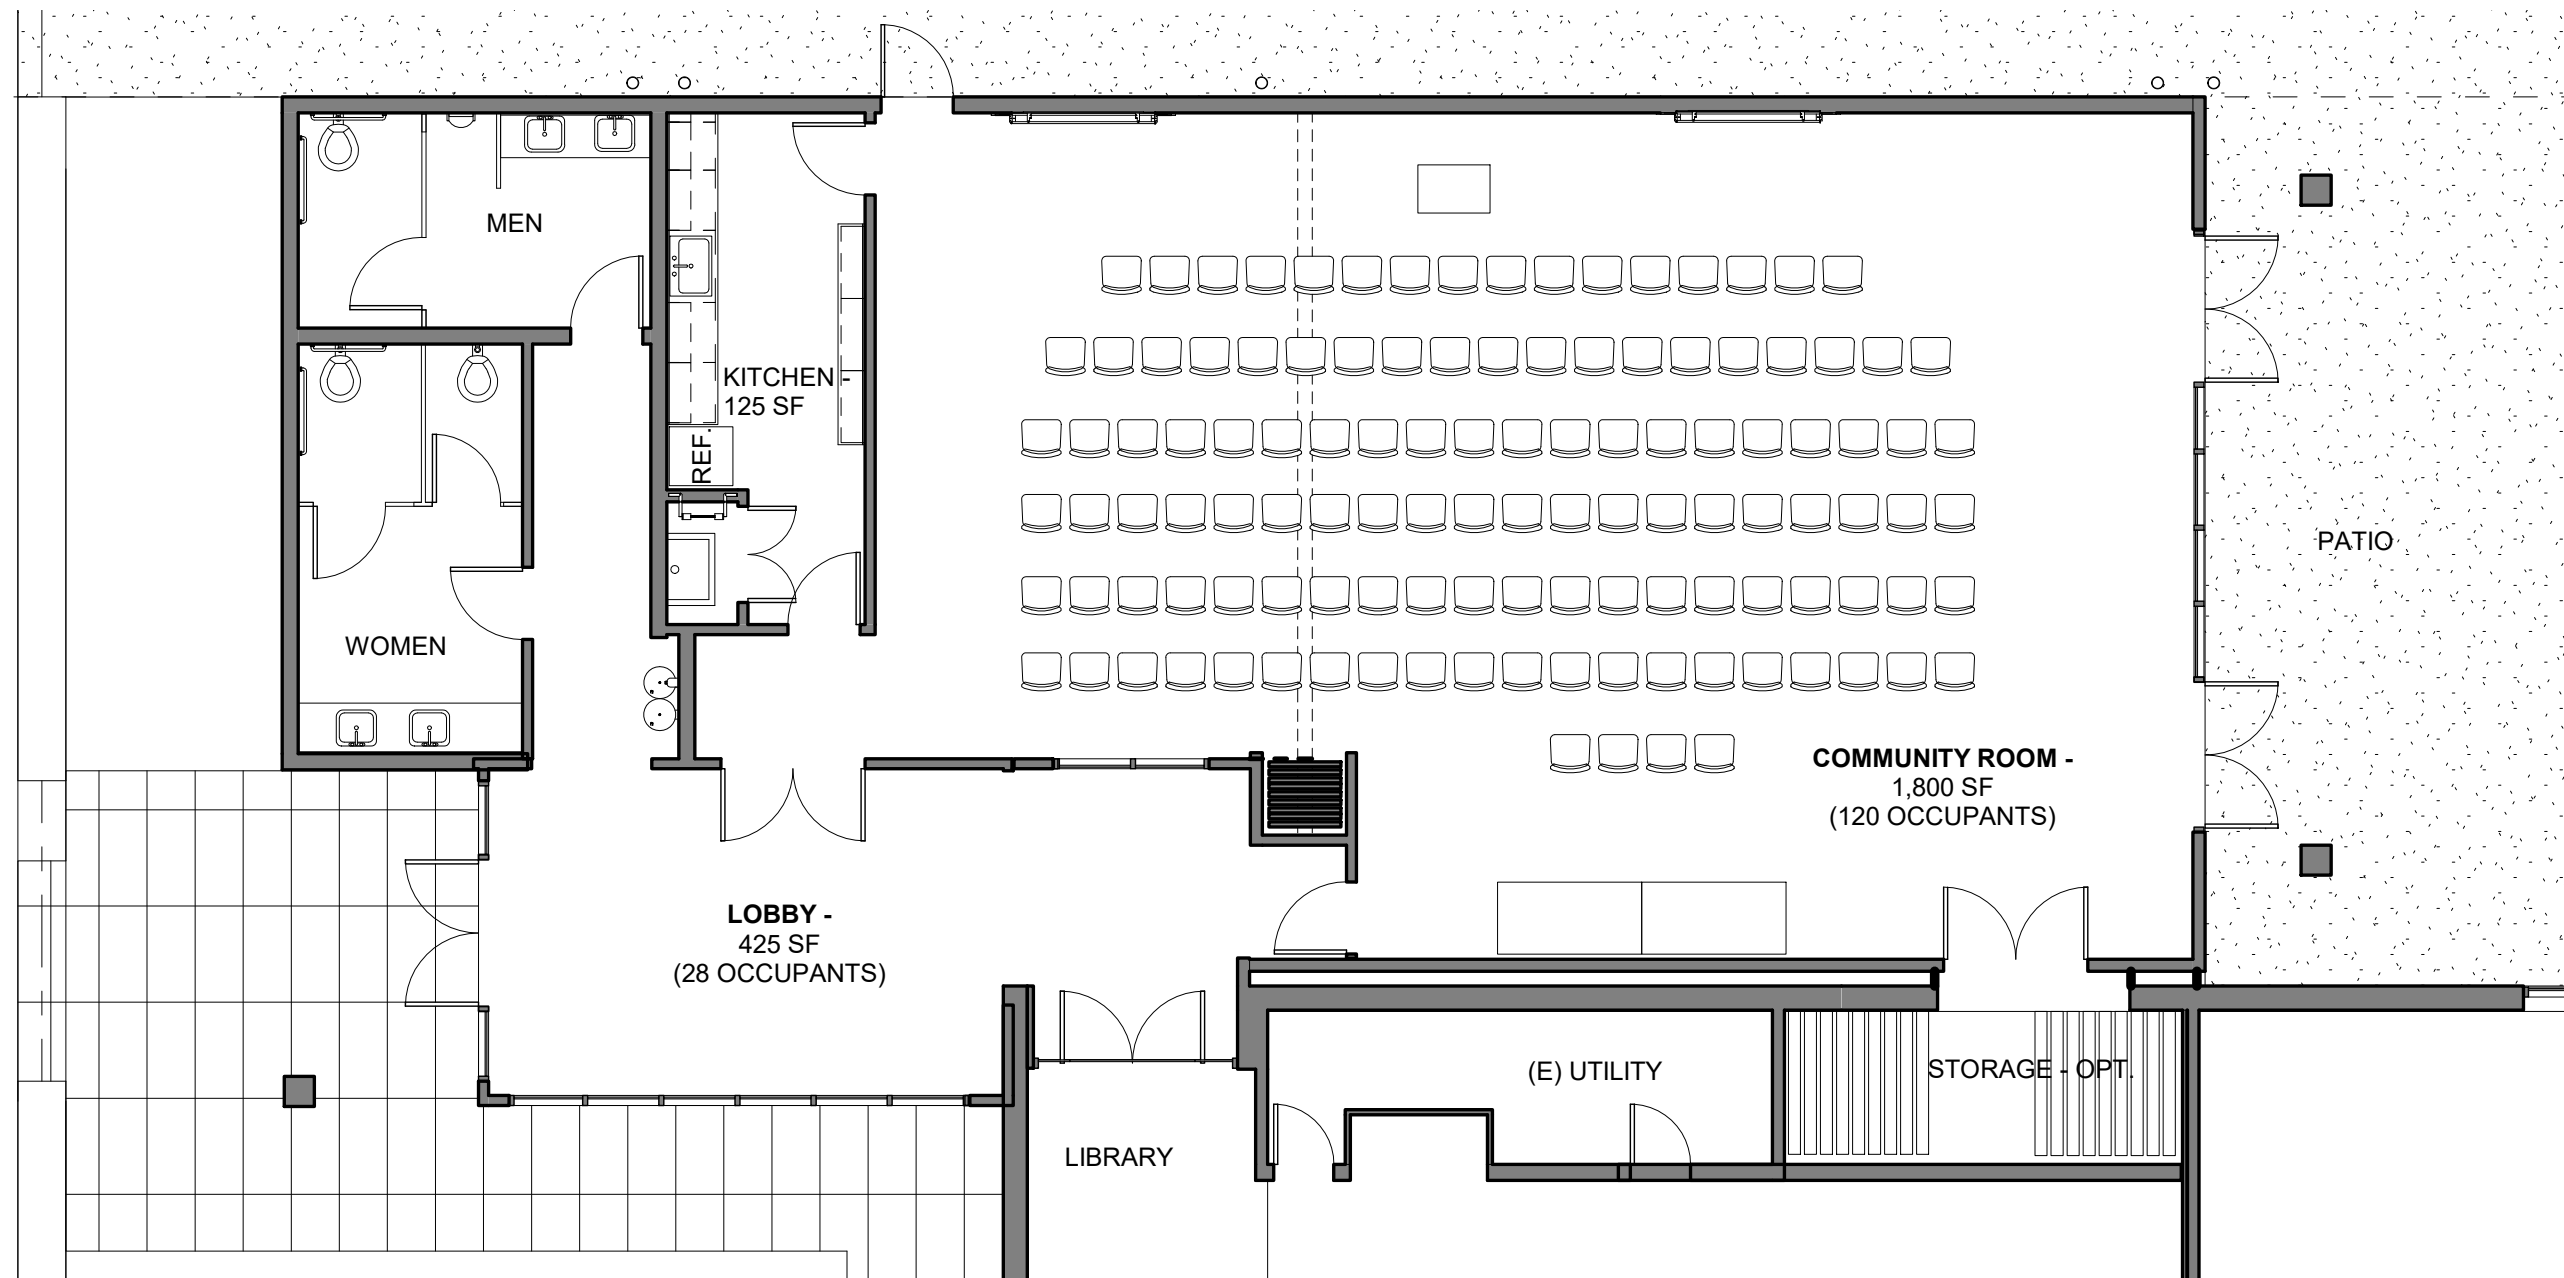 MEN
KITCHEN -
125 SF
REF.
PATIO
WOMEN
COMMUNITY ROOM -
1,800 SF
(120 OCCUPANTS)
LOBBY -
425 SF
(28 OCCUPANTS)
(E) UTILITY
STORAGE - OPT.
LIBRARY